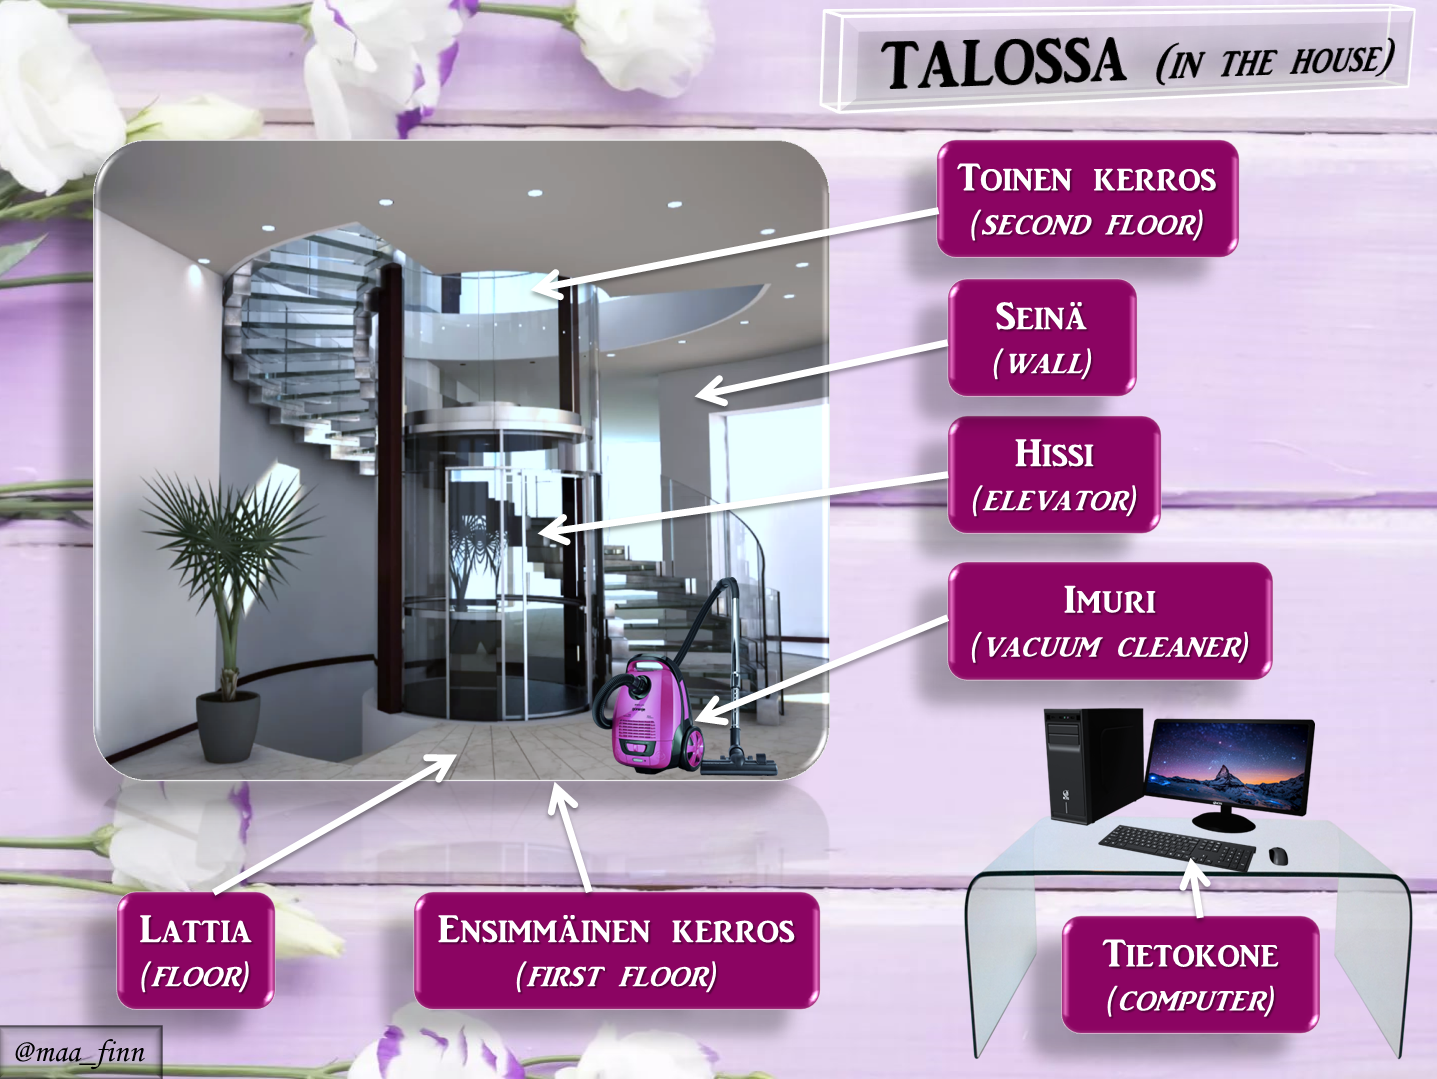 TALOSSA (IN THE HOUSE)
TOINEN KERROS
(SECOND FLOOR)
SEINÄ
(WALL)
HISSI
(ELEVATOR)
IMURI
(VACUUM CLEANER)
LATTIA
(FLOOR)
ENSIMMÄINEN KERROS
(FIRST FLOOR)
TIETOKONE
(COMPUTER)
@maa_finn